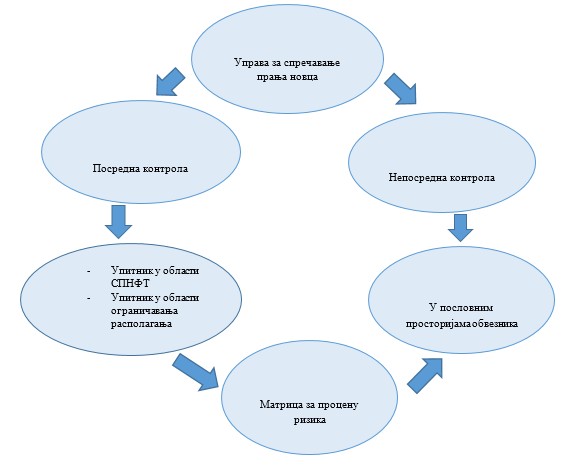 Управа за спречавање
прања новца
Посредна контрола
Непосредна контрола
- Упитник у области
СПНФТ
- Упитник у области
ограничавања
располагања
У пословним
просторијама обвезника
Матрица за процену
ризика